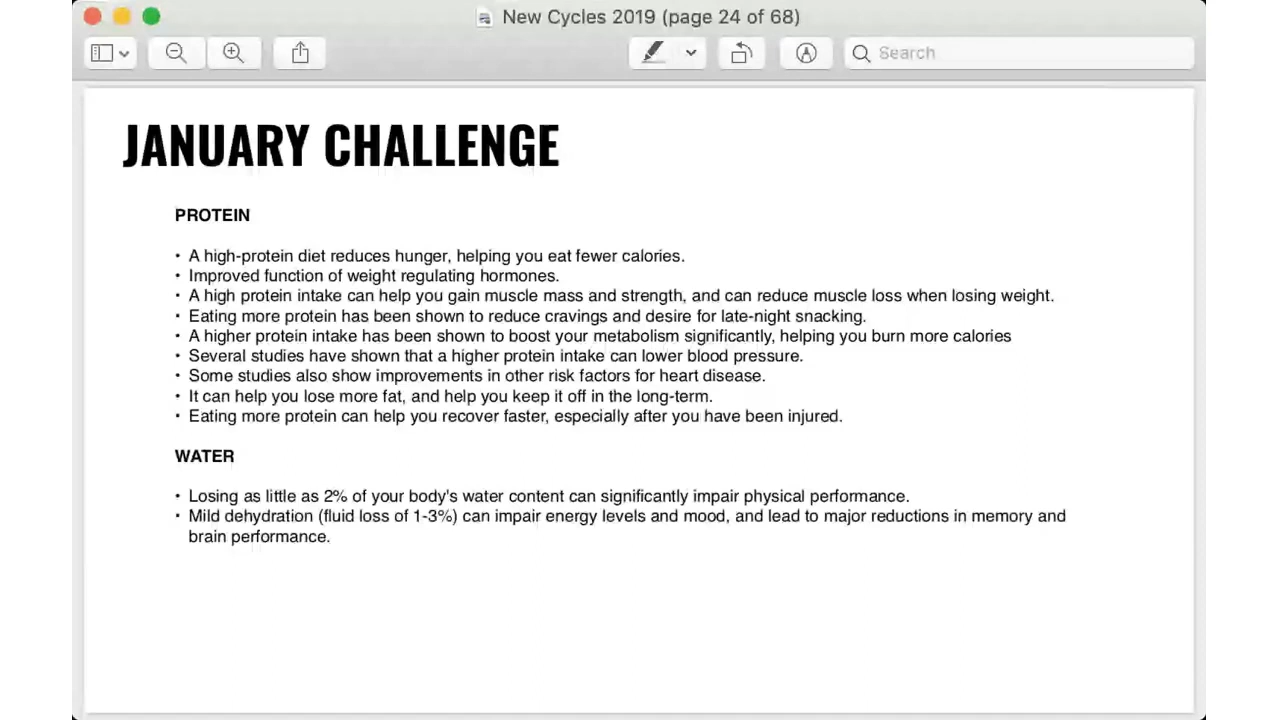 New Cycles 2019 (page 24 of 68)
Search
JANUARY CHALLENGE
PROTEIN
• A high-protein diet reduces hunger, helping you eat fewer calories.
• Improved function of weight regulating hormones.
• A high protein intake can help you gain muscle mass and strength, and can reduce muscle loss when losing weight.
• Eating more protein has been shown to reduce cravings and desire for late-night snacking.
• A higher protein intake has been shown to boost your metabolism significantly, helping you burn more calories
• Several studies have shown that a higher protein intake can lower blood pressure.
• Some studies also show improvements in other risk factors for heart disease.
• It can help you lose more fat, and help you keep it off in the long-term.
• Eating more protein can help you recover faster, especially after you have been injured.
WATER
• Losing as little as 2% of your body's water content can significantly impair physical performance.
• Mild dehydration (fluid loss of 1-3%) can impair energy levels and mood, and lead to major reductions in memory and
brain performance.